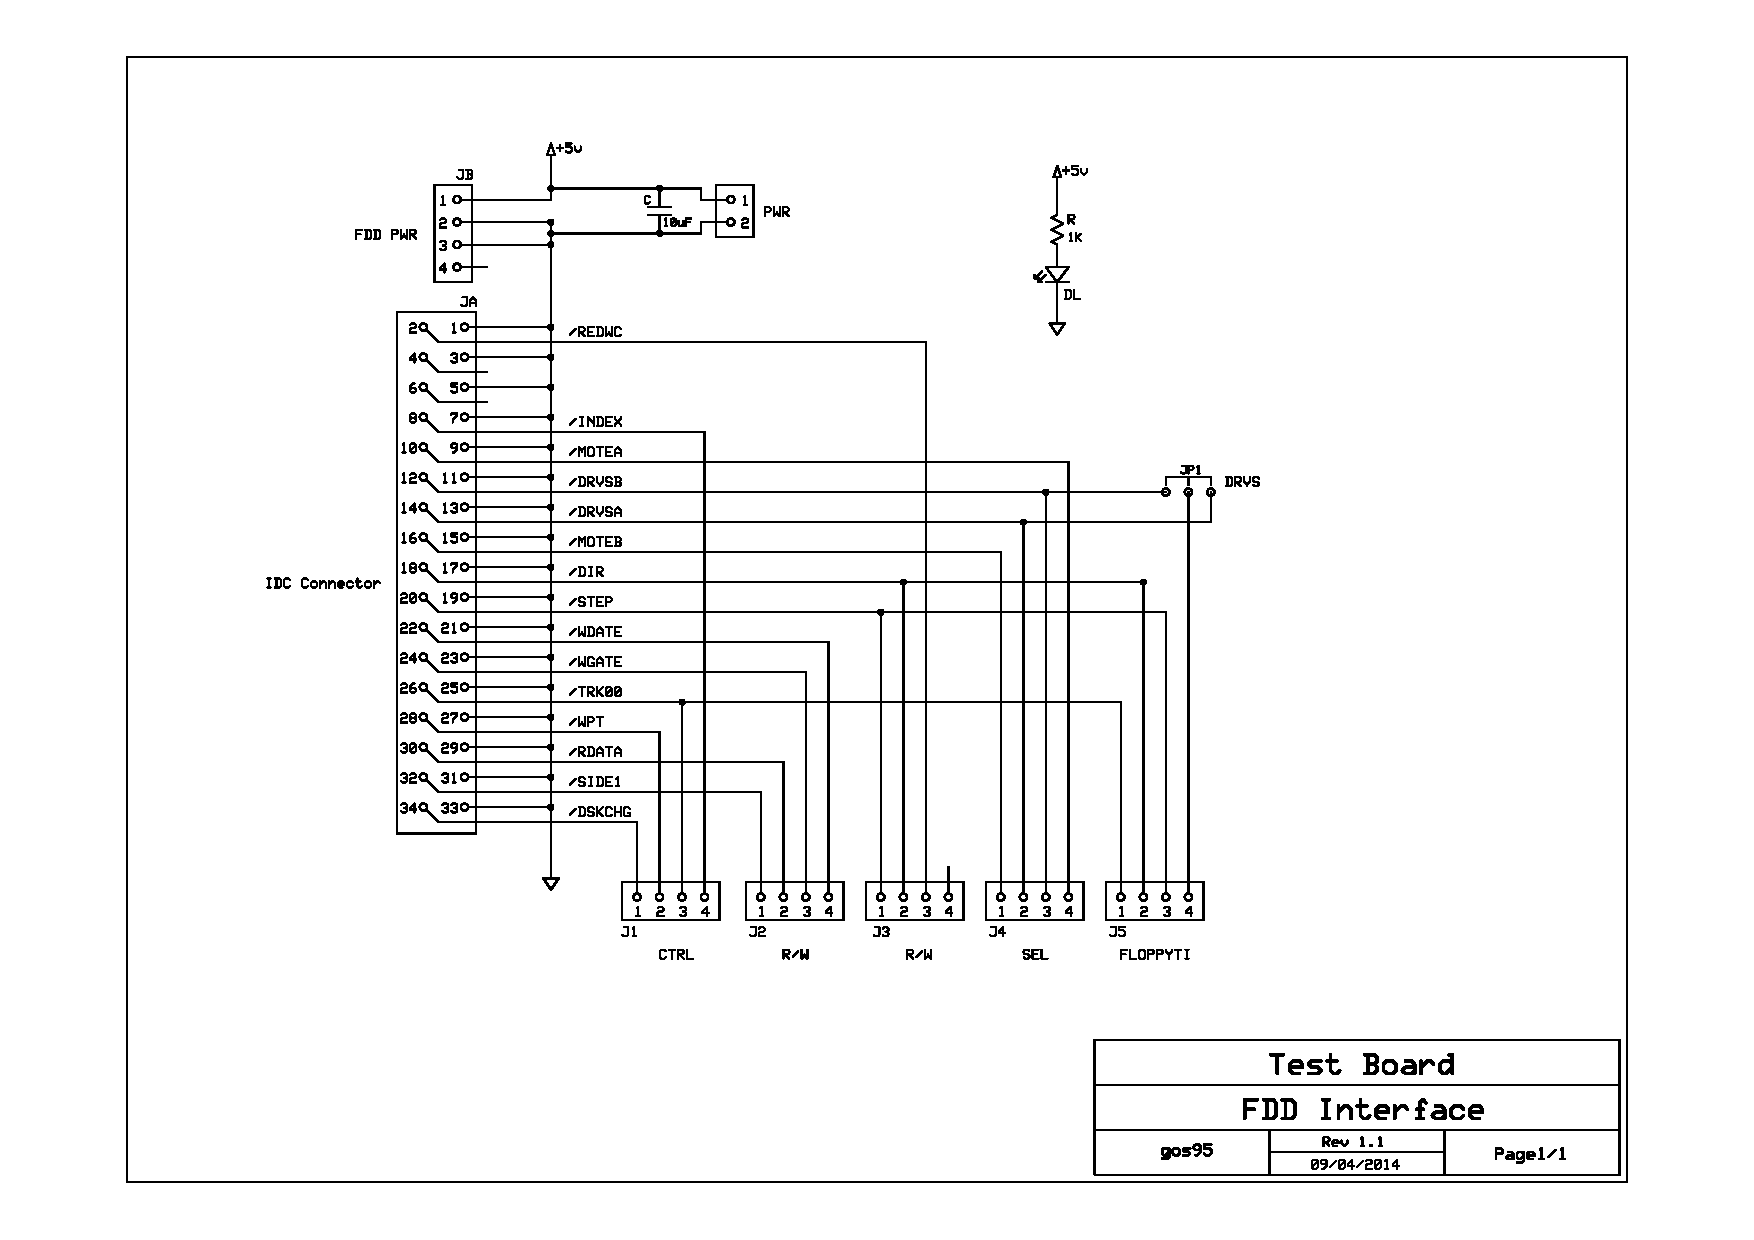 +5v
JB
1
2
3
4
FDD PWR
C
10uF
1
2
PWR
+5v
R
1K
DL
JA
2 1
/REDWC
4 3
6 5
8 7
/INDEX
10 9
/MOTEA
12 11
/DRVSB
JP1
DRVS
14 13
/DRVSA
16 15
/MOTEB
18 17
/DIR
IDC Connector
20 19
/STEP
22 21
/WDATE
24 23
/WGATE
26 25
/TRK00
28 27
/WPT
30 29
/RDATA
32 31
/SIDE1
34 33
/DSKCHG
1 2 3 4
J1
CTRL
1 2 3 4
J2
R/W
1 2 3 4
J3
R/W
1 2 3 4
J4
SEL
1 2 3 4
J5
FLOPPYTI
Test Board
FDD Interface
gos95
Rev 1.1
09/04/2014
Page1/1